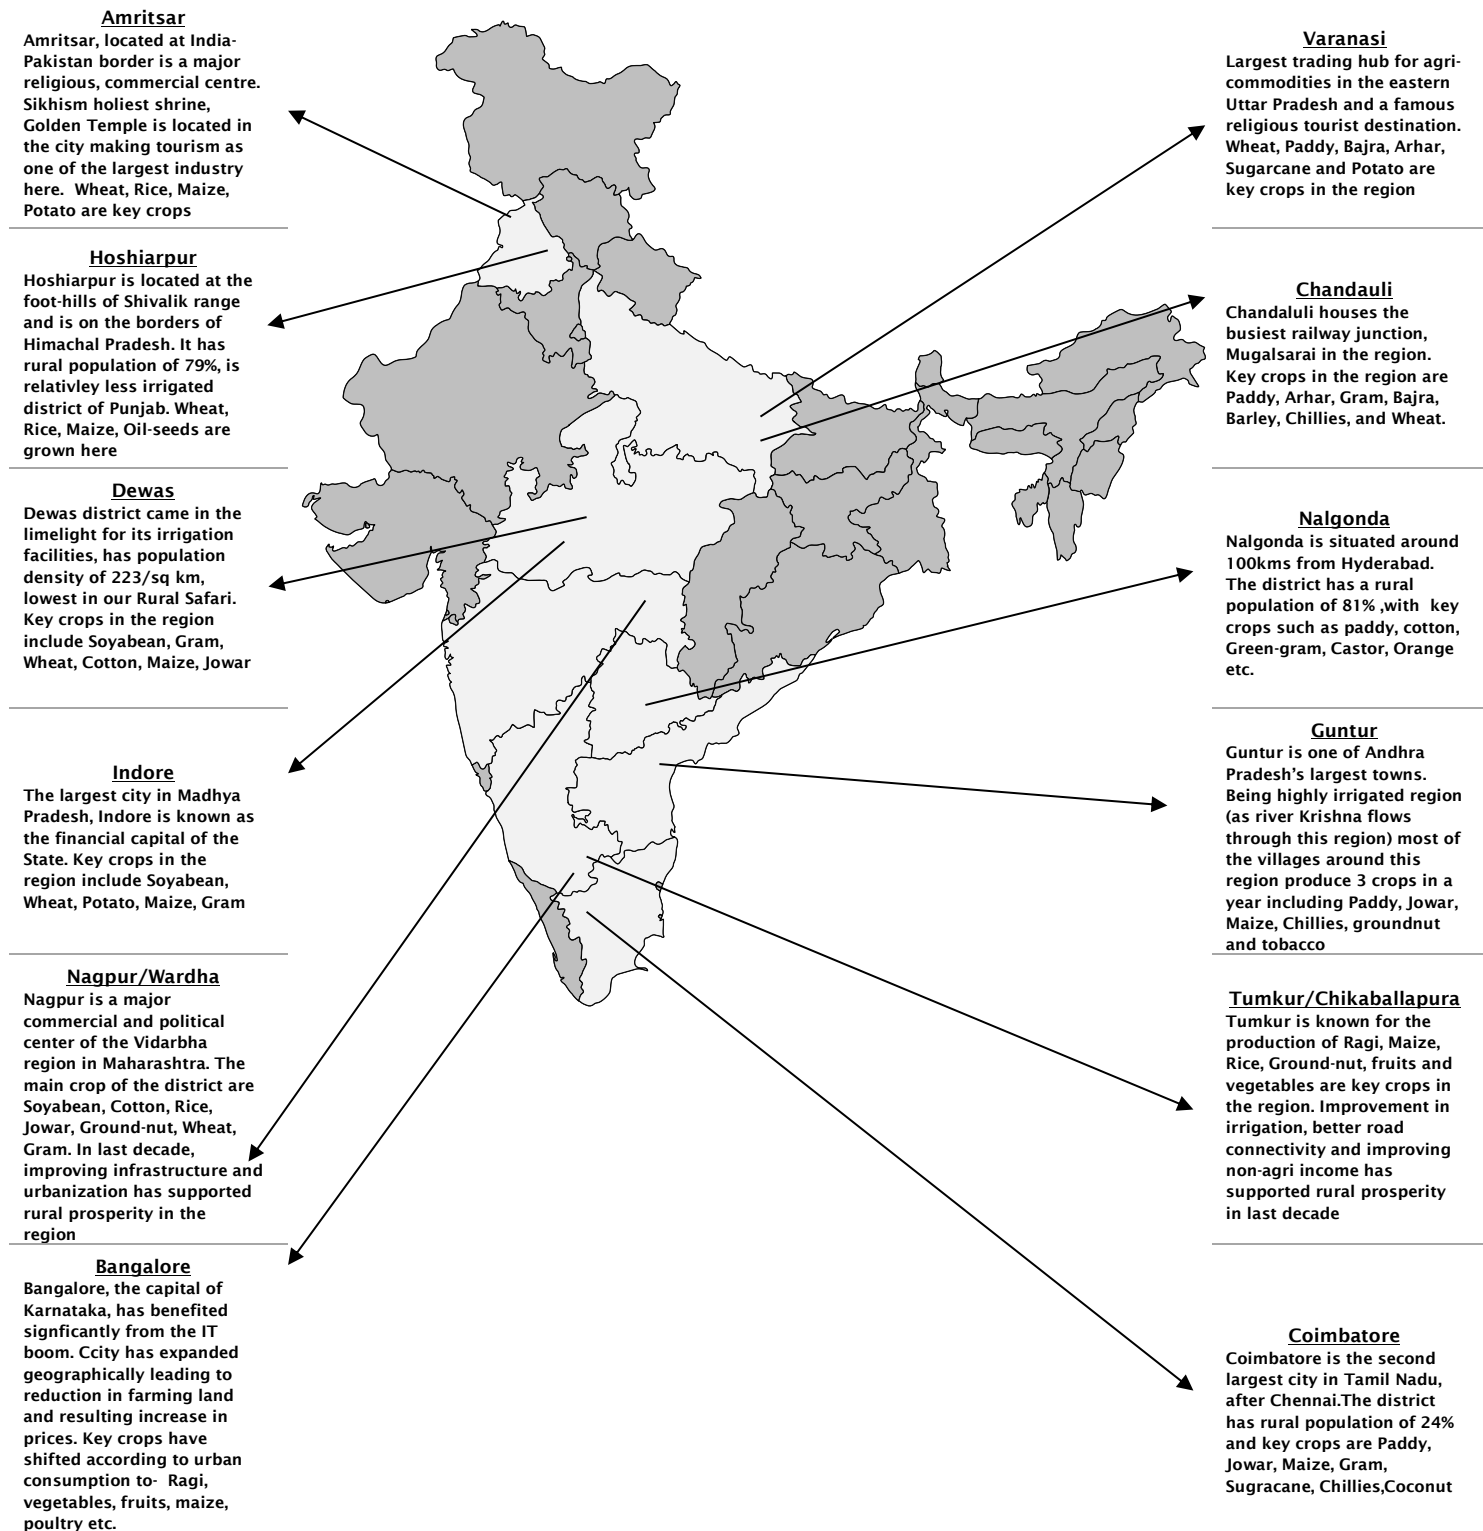 Amritsar
Amritsar, located at India-
Pakistan border is a major
religious, commercial centre.
Sikhism holiest shrine,
Golden Temple is located in
the city making tourism as
one of the largest industry
here.  Wheat, Rice, Maize,
Potato are key crops
Hoshiarpur
Hoshiarpur is located at the
foot-hills of Shivalik range
and is on the borders of
Himachal Pradesh. It has
rural population of 79%, is
relativley less irrigated
district of Punjab. Wheat,
Rice, Maize, Oil-seeds are
grown here
Dewas
Dewas district came in the
limelight for its irrigation
facilities, has population
density of 223/sq km,
lowest in our Rural Safari.
Key crops in the region
include Soyabean, Gram,
Wheat, Cotton, Maize, Jowar
Indore
The largest city in Madhya
Pradesh, Indore is known as
the financial capital of the
State. Key crops in the
region include Soyabean,
Wheat, Potato, Maize, Gram
Nagpur/Wardha
Nagpur is a major
commercial and political
center of the Vidarbha
region in Maharashtra. The
main crop of the district are
Soyabean, Cotton, Rice,
Jowar, Ground-nut, Wheat,
Gram. In last decade,
improving infrastructure and
urbanization has supported
rural prosperity in the
region
Bangalore
Bangalore, the capital of
Karnataka, has benefited
signficantly from the IT
boom. Ccity has expanded
geographically leading to
reduction in farming land
and resulting increase in
prices. Key crops have
shifted according to urban
consumption to-  Ragi,
vegetables, fruits, maize,
poultry etc.
Varanasi
Largest trading hub for agri-
commodities in the eastern
Uttar Pradesh and a famous
religious tourist destination.
Wheat, Paddy, Bajra, Arhar,
Sugarcane and Potato are
key crops in the region
Chandauli
Chandaluli houses the
busiest railway junction,
Mugalsarai in the region.
Key crops in the region are
Paddy, Arhar, Gram, Bajra,
Barley, Chillies, and Wheat.
Nalgonda
Nalgonda is situated around
100kms from Hyderabad.
The district has a rural
population of 81% ,with  key
crops such as paddy, cotton,
Green-gram, Castor, Orange
etc.
Guntur
Guntur is one of Andhra
Pradesh’s largest towns.
Being highly irrigated region
(as river Krishna flows
through this region) most of
the villages around this
region produce 3 crops in a
year including Paddy, Jowar,
Maize, Chillies, groundnut
and tobacco
Tumkur/Chikaballapura
Tumkur is known for the
production of Ragi, Maize,
Rice, Ground-nut, fruits and
vegetables are key crops in
the region. Improvement in
irrigation, better road
connectivity and improving
non-agri income has
supported rural prosperity
in last decade
Coimbatore
Coimbatore is the second
largest city in Tamil Nadu,
after Chennai.The district
has rural population of 24%
and key crops are Paddy,
Jowar, Maize, Gram,
Sugracane, Chillies,Coconut